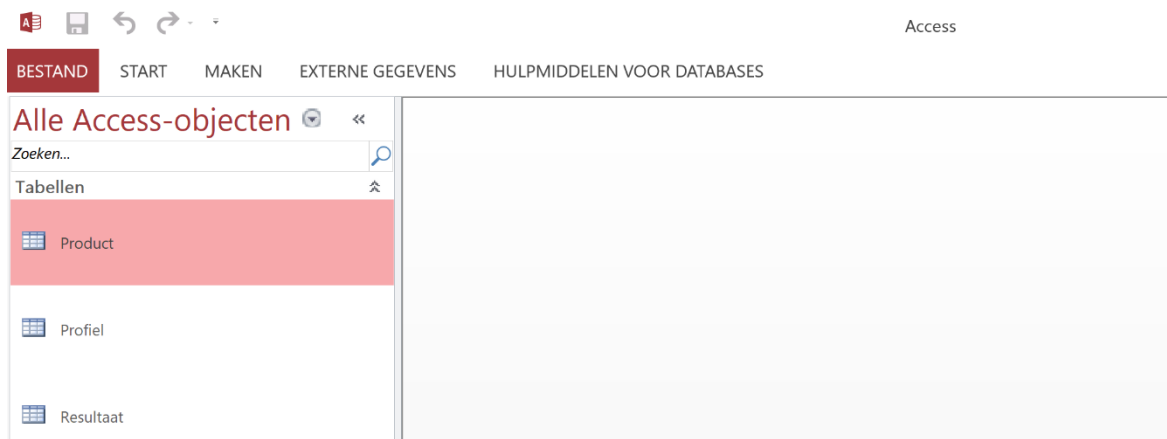 Access
BESTAND START MAKEN EXTERNE GEGEVENS HULPMIDDELEN VOOR DATABASES
Alle Access-objecten
Zoeken...
Tabellen
Product
Profiel
Resultaat